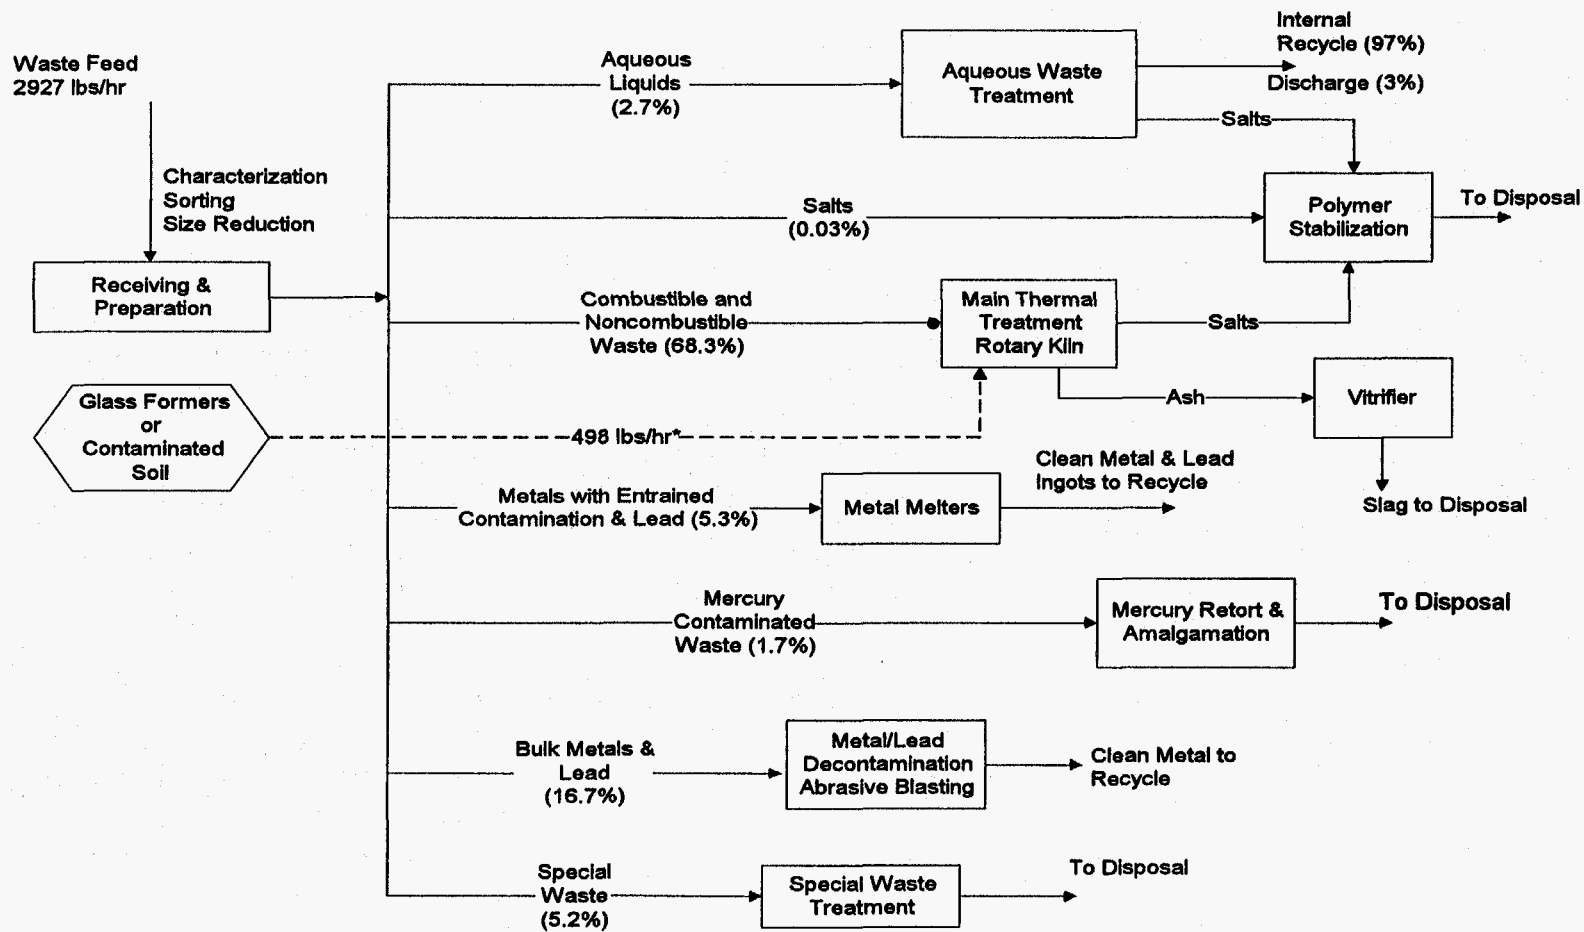 Waste Feed
2927 lbs/hr
Characterization
Sorting
Size Reduction
Receiving &
Preparation
Glass Formers
or
Contaminated
Soil
Aqueous
Liquids
(2.7%)
Aqueous Waste
Treatment
Internal
Recycle (97%)
Discharge (3%)
Salts
Salts
(0.03%)
Polymer
Stabilization
To Disposal
Combustible and
Noncombustible
Waste (68.3%)
Main Thermal
Treatment
Rotary Kiln
Salts
Ash
Vitrifier
Slag to Disposal
498 lbs/hr*
Metals with Entrained
Contamination & Lead (5.3%)
Metal Melters
Clean Metal & Lead
Ingots to Recycle
Mercury
Contaminated
Waste (1.7%)
Mercury Retort &
Amalgamation
To Disposal
Bulk Metals &
Lead
(16.7%)
Metal/Lead
Decontamination
Abrasive Blasting
Clean Metal to
Recycle
Special
Waste
(5.2%)
Special Waste
Treatment
To Disposal